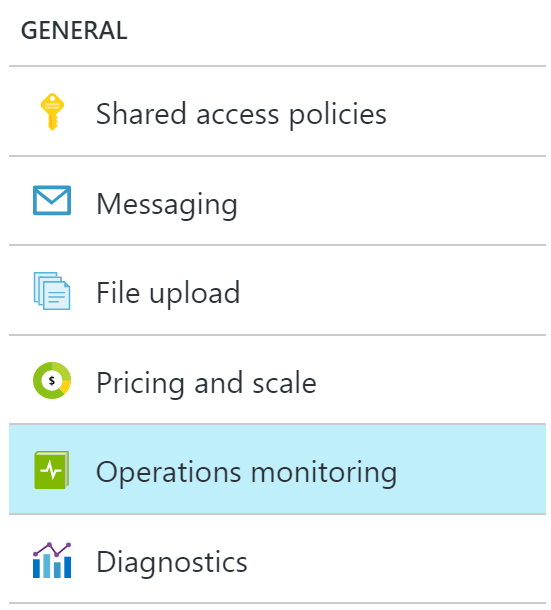 GENERAL
Shared access policies
Messaging
File upload
$
Pricing and scale
Operations monitoring
Diagnostics